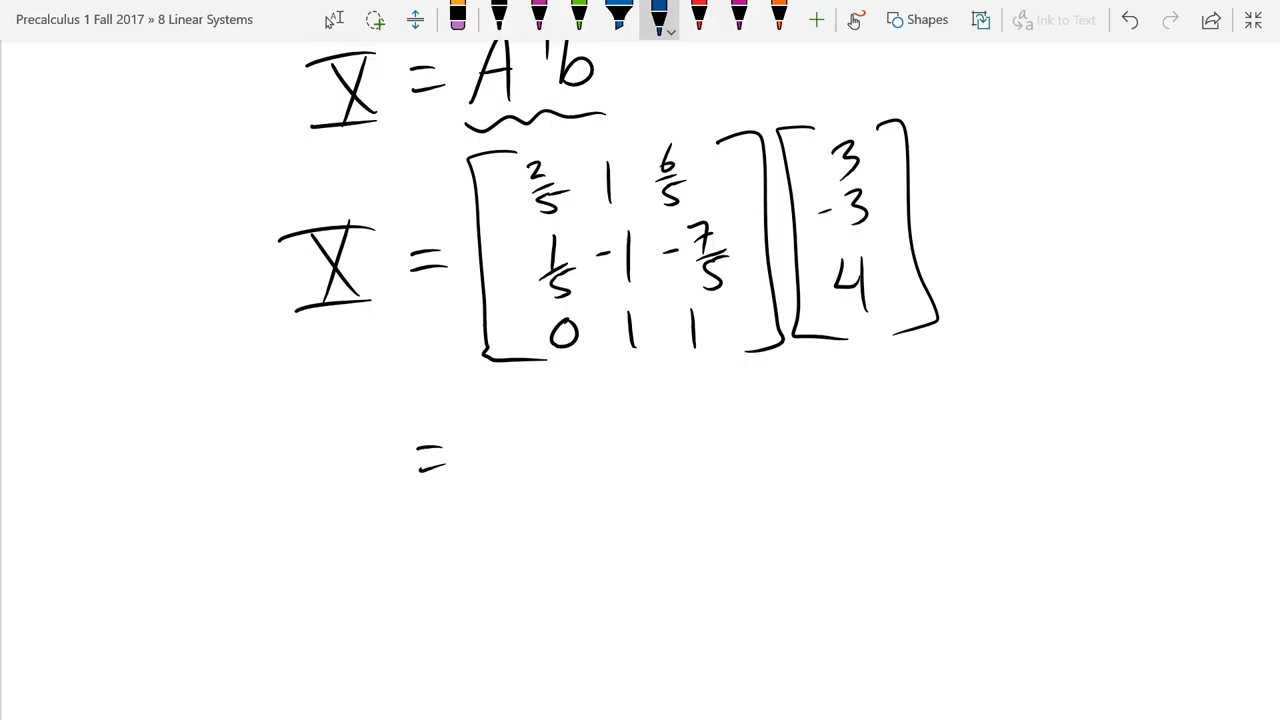 Precalculus 1 Fall 2017 » 8 Linear Systems Shapes Ink to Text
X = A⁻¹b
X = [ 2/5 1 6/5 ] [ 3 ]
[ 1/5 -1 -7/5 ] [ -3 ]
[ 0 1 1 ] [ 4 ]
=